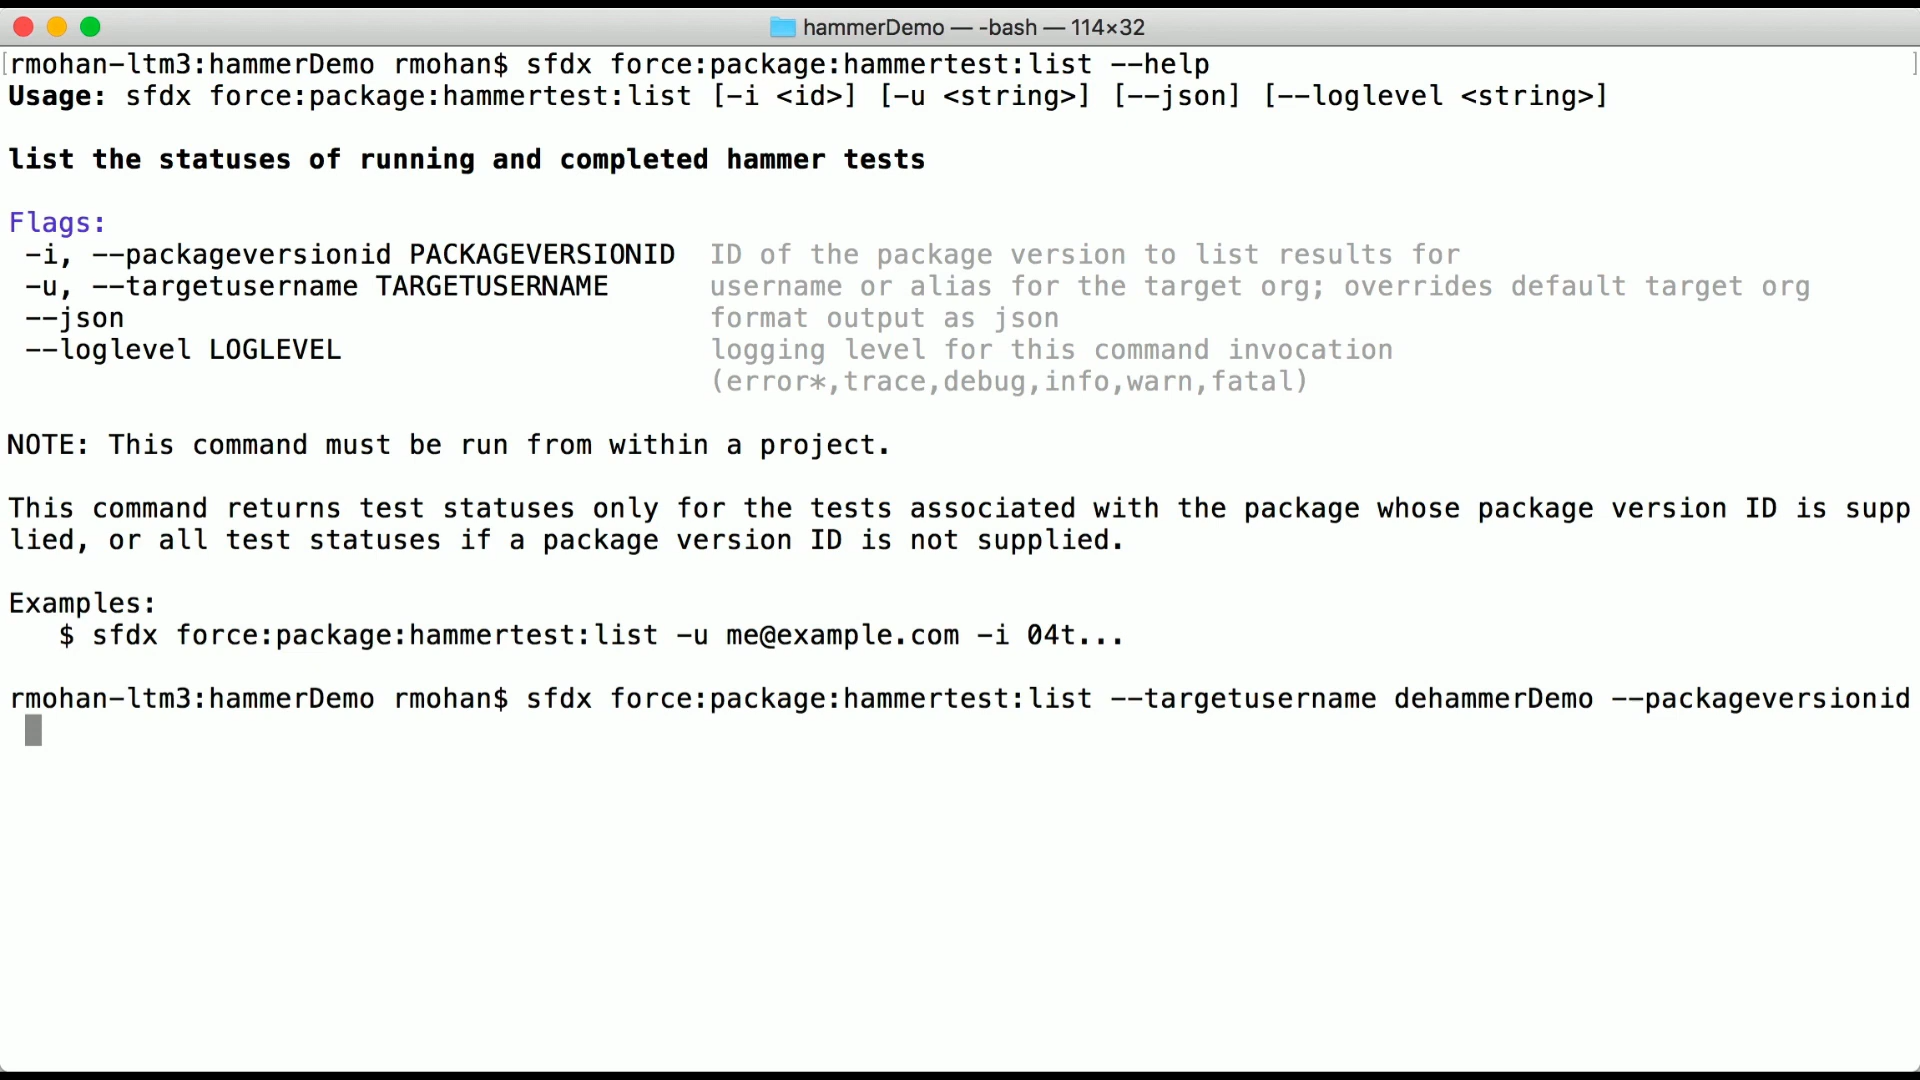 hammerDemo — -bash — 114×32
rmohan-ltm3:hammerDemo rmohan$ sfdx force:package:hammertest:list --help
Usage: sfdx force:package:hammertest:list [-i <id>] [-u <string>] [--json] [--loglevel <string>]
list the statuses of running and completed hammer tests
Flags:
-i, --packageversionid PACKAGEVERSIONID  ID of the package version to list results for
-u, --targetusername TARGETUSERNAME  username or alias for the target org; overrides default target org
--json  format output as json
--loglevel LOGLEVEL  logging level for this command invocation
(error*,trace,debug,info,warn,fatal)
NOTE: This command must be run from within a project.
This command returns test statuses only for the tests associated with the package whose package version ID is supp
lied, or all test statuses if a package version ID is not supplied.
Examples:
$ sfdx force:package:hammertest:list -u me@example.com -i 04t...
rmohan-ltm3:hammerDemo rmohan$ sfdx force:package:hammertest:list --targetusername dehammerDemo --packageversionid